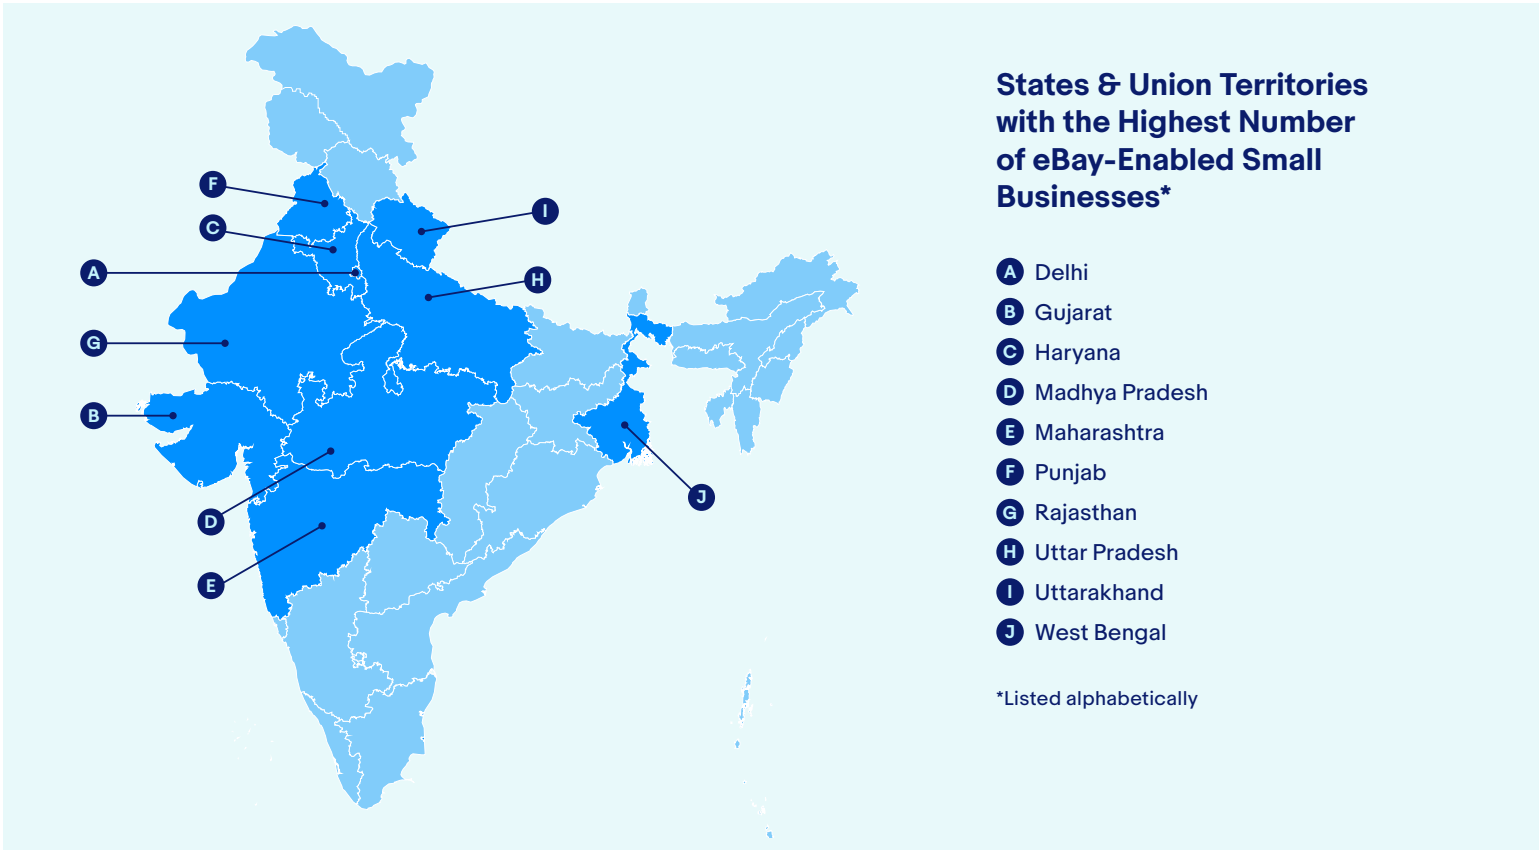 States & Union Territories
with the Highest Number
of eBay-Enabled Small
Businesses*
A Delhi
B Gujarat
C Haryana
D Madhya Pradesh
E Maharashtra
F Punjab
G Rajasthan
H Uttar Pradesh
I Uttarakhand
J West Bengal
*Listed alphabetically
F
I
C
A
H
G
B
J
D
E